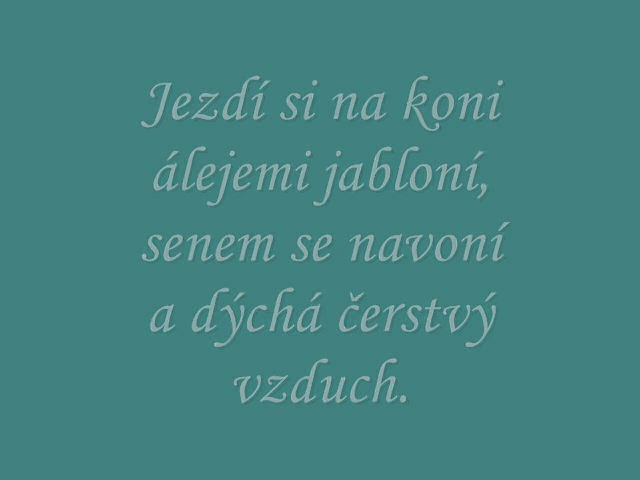 Jezdí si na koni
álejemi jabloní,
senem se navoní
a dýchá čerstvý
vzduch.